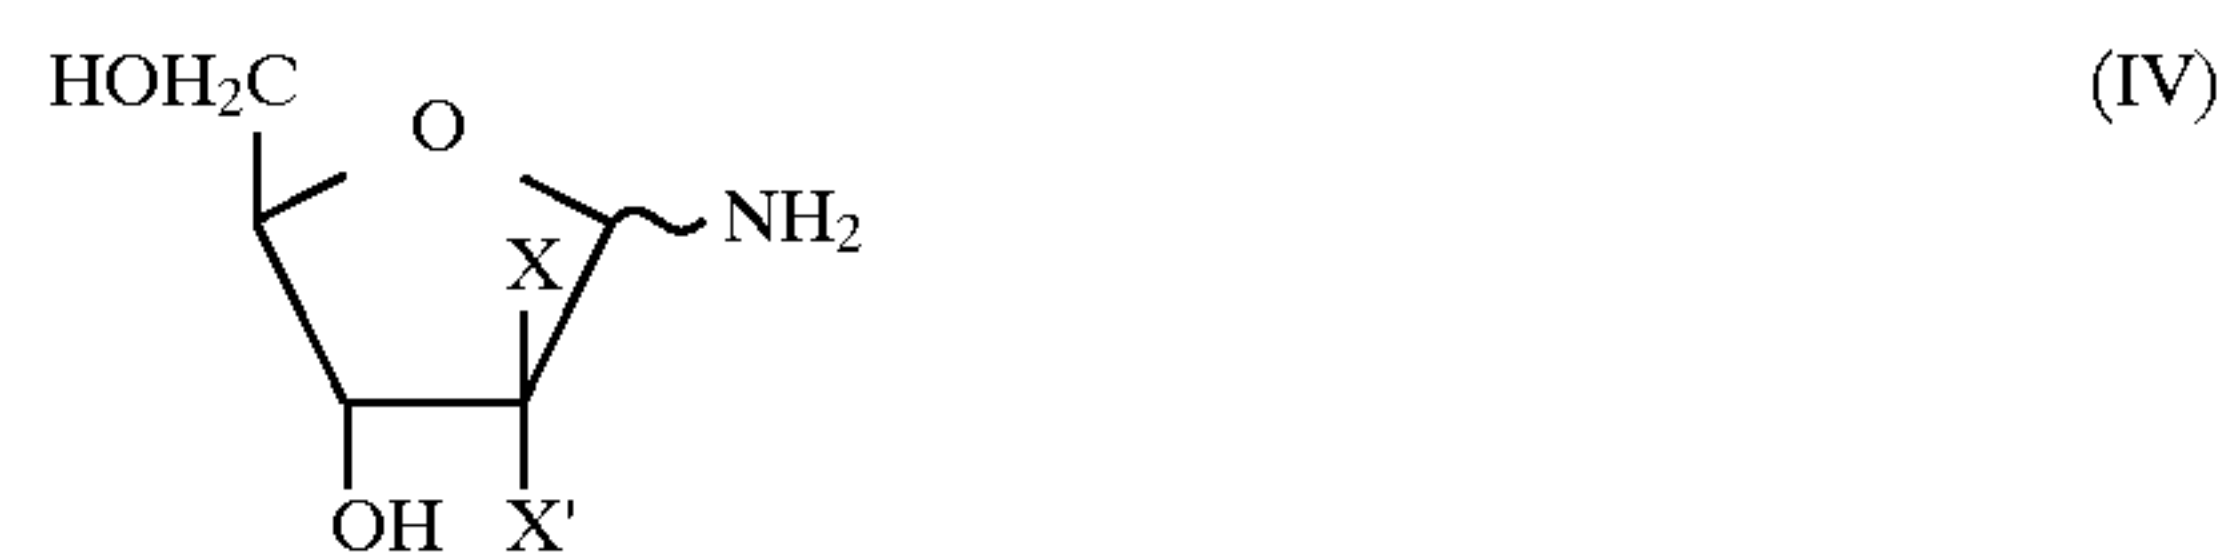 HOH₂C
O
(IV)
NH₂
X
OH
X'